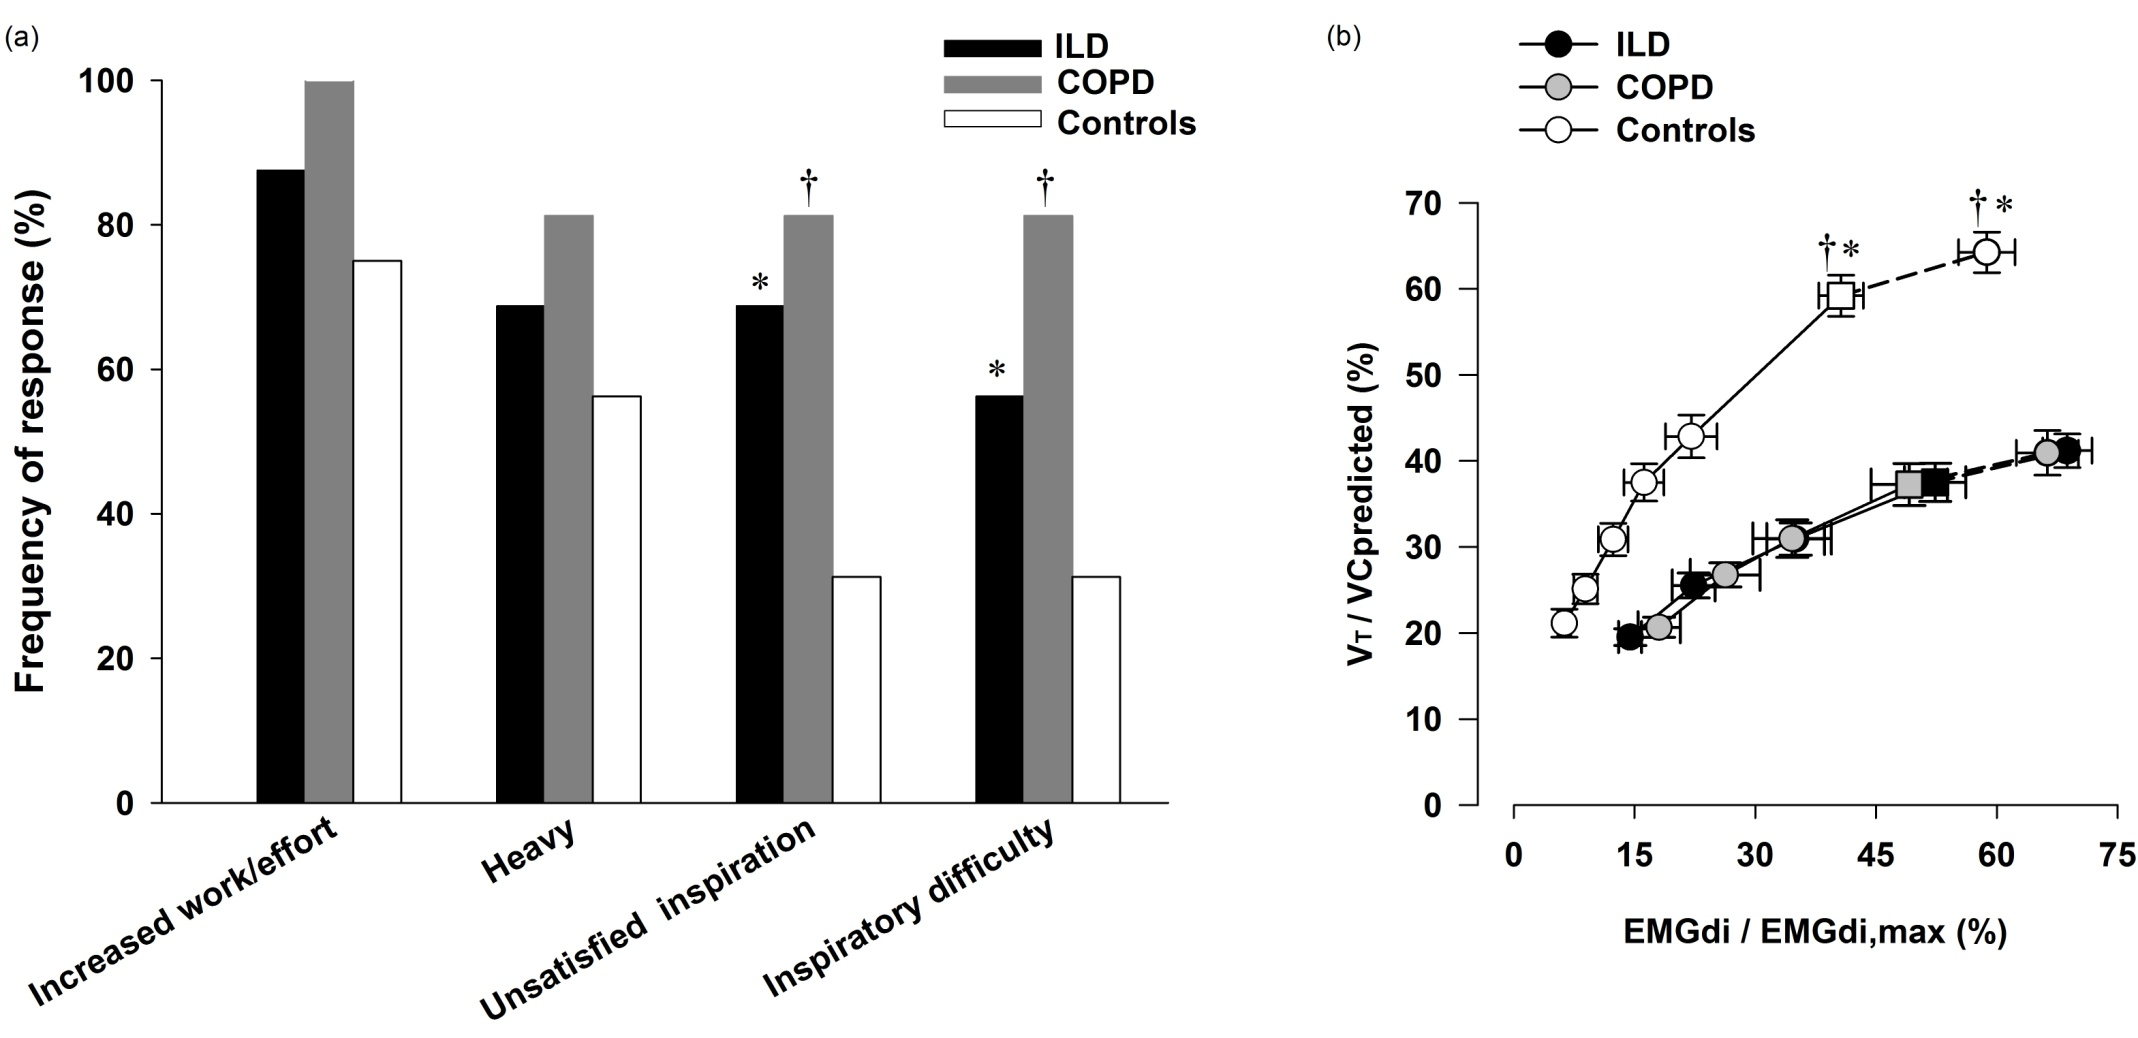 (a)
ILD
COPD
Controls
Frequency of response (%)
100
80
60
40
20
0
†
†
*
*
Increased work/effort
Heavy
Unsatisfied inspiration
Inspiratory difficulty
(b)
ILD
COPD
Controls
VT / VCpredicted (%)
70
60
50
40
30
20
10
0
† *
† *
0 15 30 45 60 75
EMGdi / EMGdi,max (%)